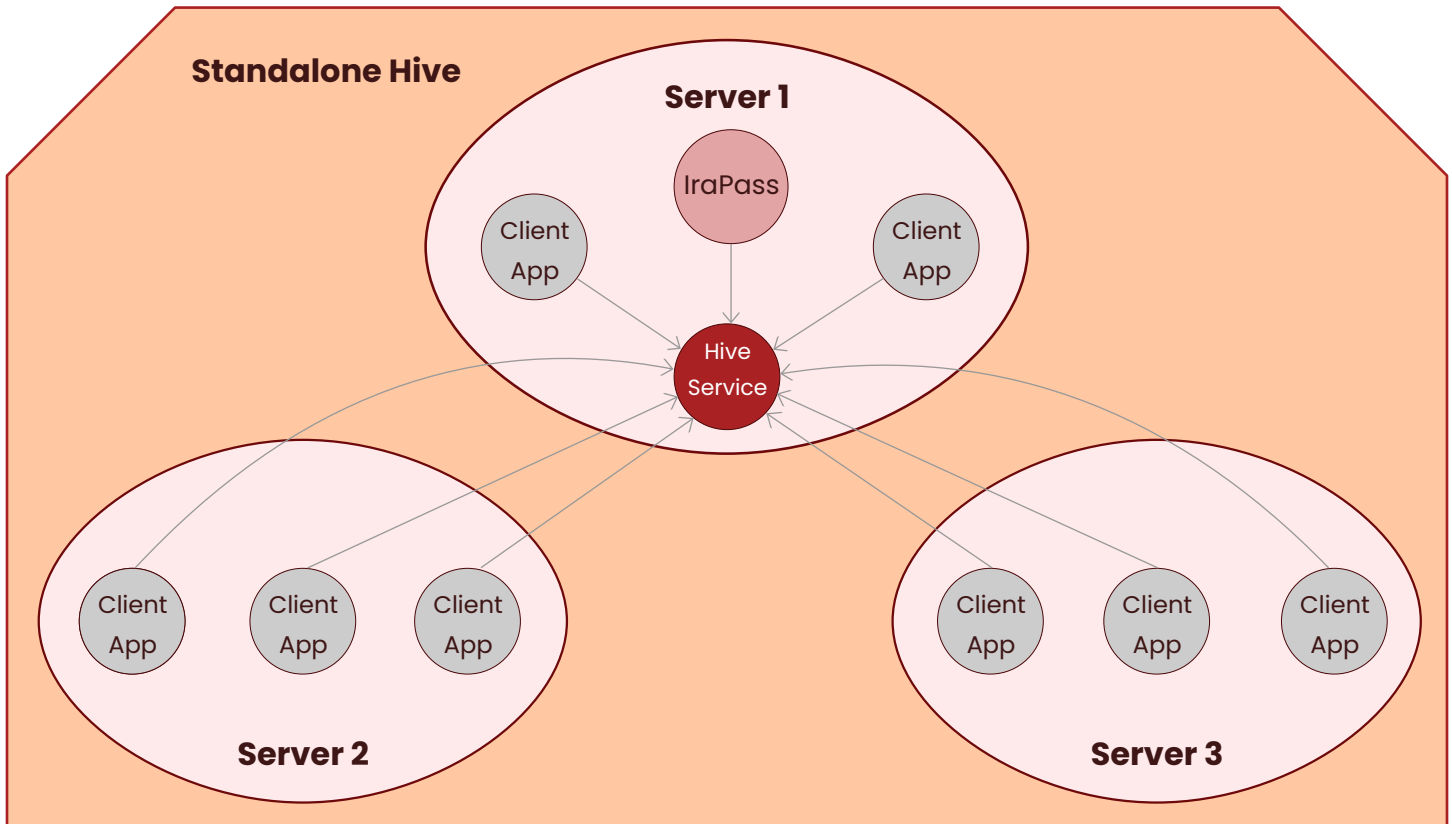 Standalone Hive
Server 1
IraPass
Client
App
Client
App
Hive
Service
Client
App
Client
App
Client
App
Server 2
Client
App
Client
App
Client
App
Server 3